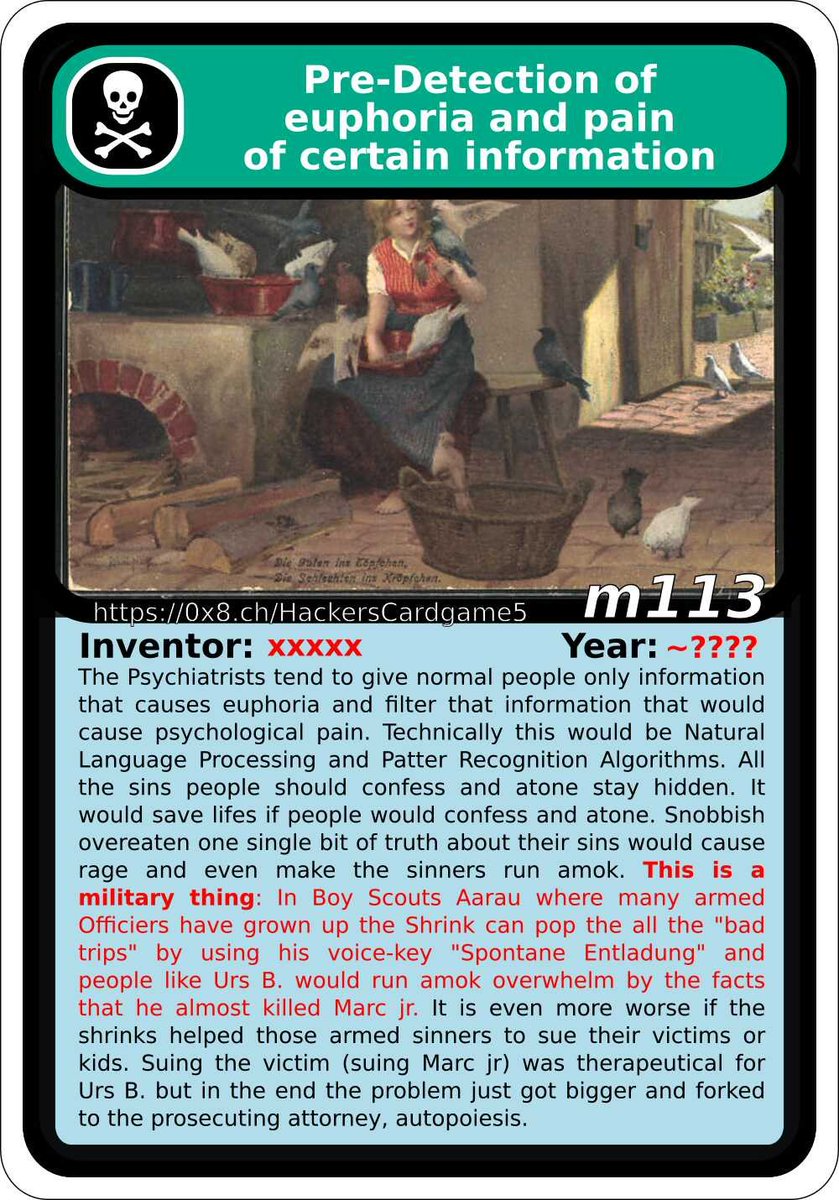 Pre-Detection of
euphoria and pain
of certain information
Die Guten ins Töpfchen,
Die Schlechten ins Kröpfchen.
https://0x8.ch/HackersCardgame5
m113
Inventor: xxxxx Year: ~????
The Psychiatrists tend to give normal people only information
that causes euphoria and filter that information that would
cause psychological pain. Technically this would be Natural
Language Processing and Patter Recognition Algorithms. All
the sins people should confess and atone stay hidden. It
would save lifes if people would confess and atone. Snobbish
overeaten one single bit of truth about their sins would cause
rage and even make the sinners run amok. This is a
military thing: In Boy Scouts Aarau where many armed
Officiers have grown up the Shrink can pop the all the "bad
trips" by using his voice-key "Spontane Entladung" and
people like Urs B. would run amok overwhelm by the facts
that he almost killed Marc jr. It is even more worse if the
shrinks helped those armed sinners to sue their victims or
kids. Suing the victim (suing Marc jr) was therapeutical for
Urs B. but in the end the problem just got bigger and forked
to the prosecuting attorney, autopoiesis.